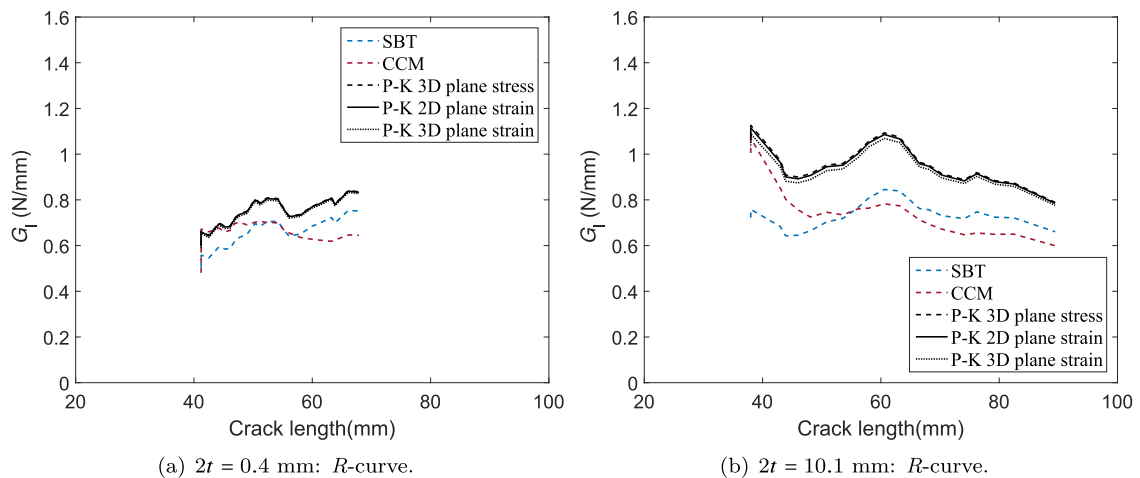 1.6
1.4
1.2
1
0.8
0.6
0.4
0.2
0
G_I (N/mm)
SBT
CCM
P-K 3D plane stress
P-K 2D plane strain
P-K 3D plane strain
20 40 60 80 100
Crack length(mm)
(a) 2t = 0.4 mm: R-curve.
1.6
1.4
1.2
1
0.8
0.6
0.4
0.2
0
G_I (N/mm)
SBT
CCM
P-K 3D plane stress
P-K 2D plane strain
P-K 3D plane strain
20 40 60 80 100
Crack length(mm)
(b) 2t = 10.1 mm: R-curve.